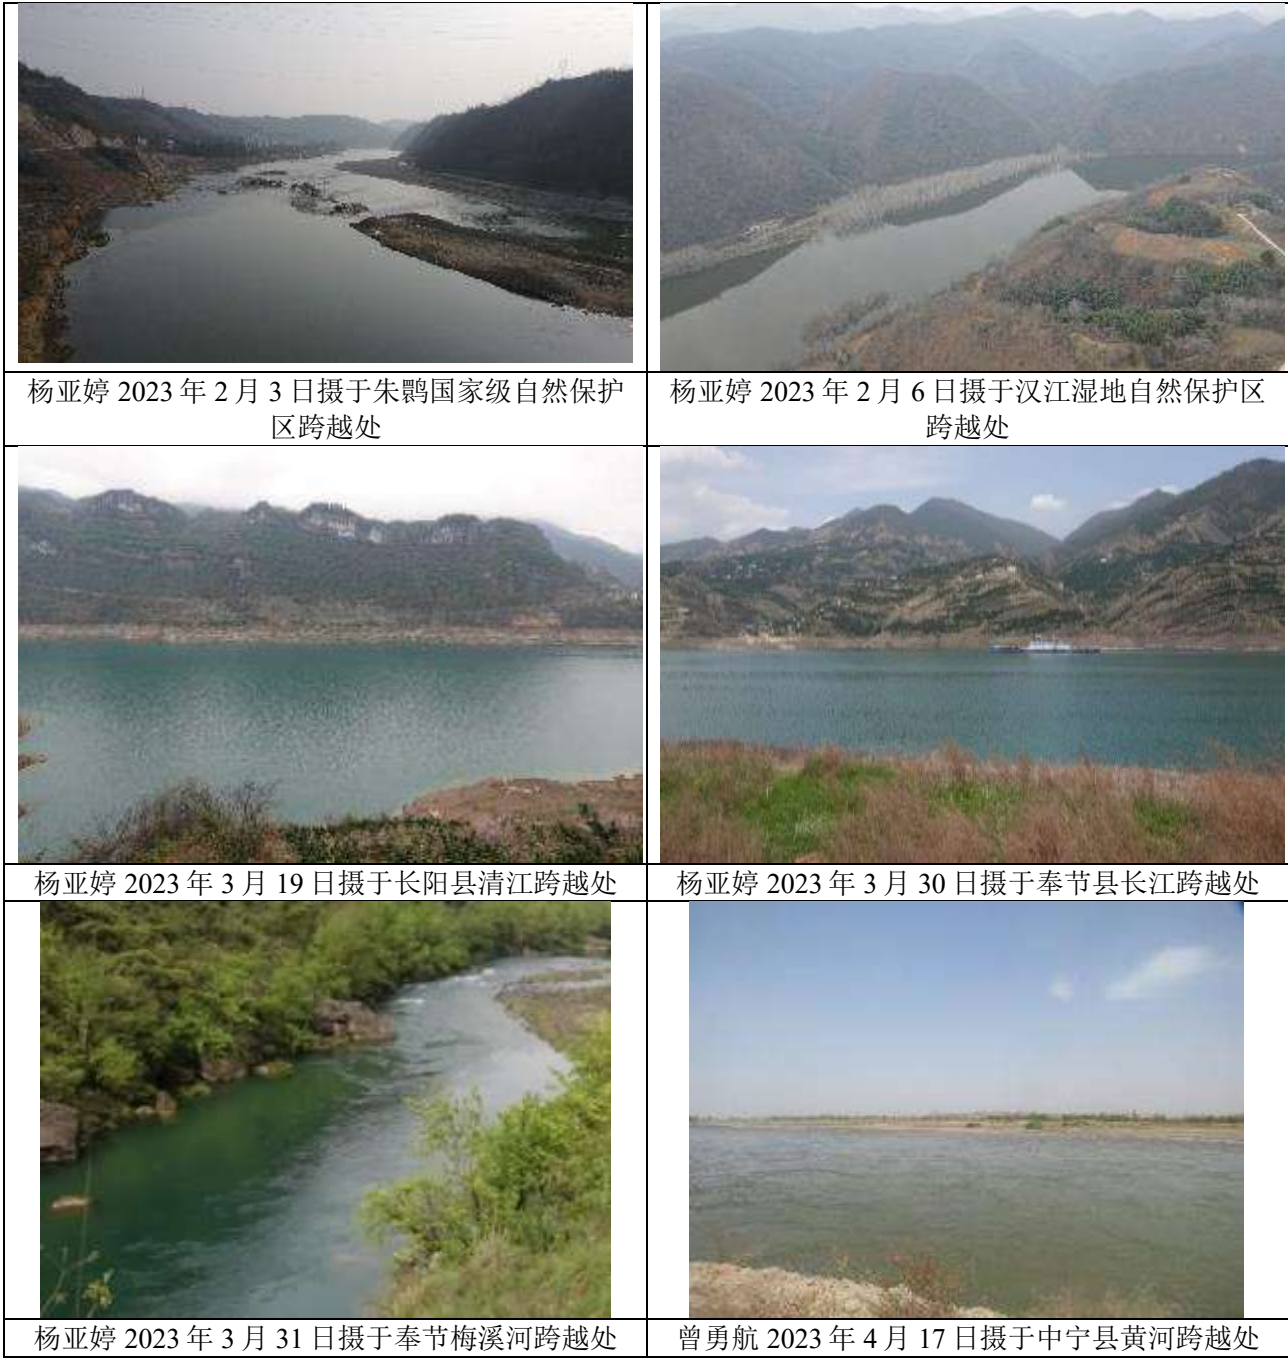 杨亚婷 2023 年 2 月 3 日摄于朱鹮国家级自然保护
区跨越处
杨亚婷 2023 年 2 月 6 日摄于汉江湿地自然保护区
跨越处
杨亚婷 2023 年 3 月 19 日摄于长阳县清江跨越处
杨亚婷 2023 年 3 月 30 日摄于奉节县长江跨越处
杨亚婷 2023 年 3 月 31 日摄于奉节梅溪河跨越处
曾勇航 2023 年 4 月 17 日摄于中宁县黄河跨越处